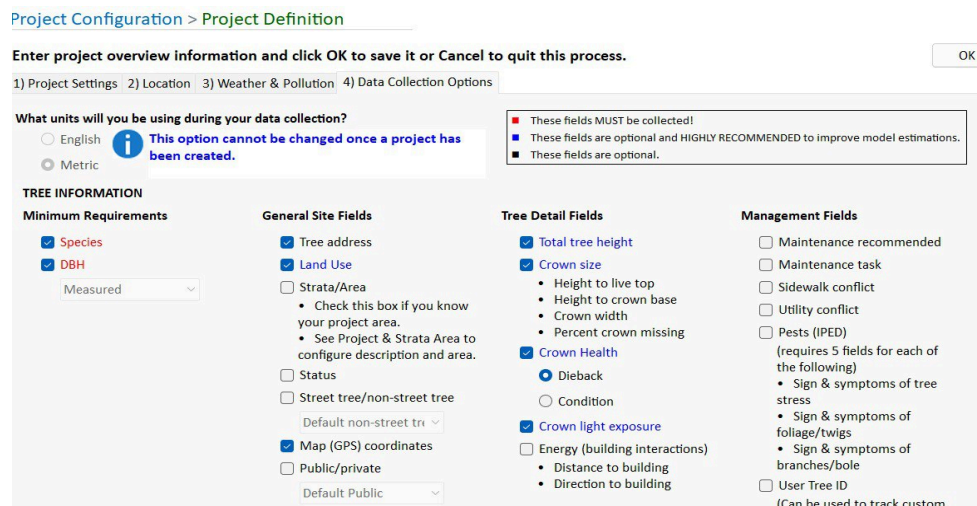 Project Configuration > Project Definition
Enter project overview information and click OK to save it or Cancel to quit this process.
OK
1) Project Settings 2) Location 3) Weather & Pollution 4) Data Collection Options
What units will you be using during your data collection?
English
Metric
This option cannot be changed once a project has
been created.
These fields MUST be collected!
These fields are optional and HIGHLY RECOMMENDED to improve model estimations.
These fields are optional.
TREE INFORMATION
Minimum Requirements
Species
DBH
Measured
General Site Fields
Tree address
Land Use
Strata/Area
• Check this box if you know
your project area.
• See Project & Strata Area to
configure description and area.
Status
Street tree/non-street tree
Default non-street tre
Map (GPS) coordinates
Public/private
Default Public
Tree Detail Fields
Total tree height
Crown size
• Height to live top
• Height to crown base
• Crown width
• Percent crown missing
Crown Health
Dieback
Condition
Crown light exposure
Energy (building interactions)
• Distance to building
• Direction to building
Management Fields
Maintenance recommended
Maintenance task
Sidewalk conflict
Utility conflict
Pests (IPED)
(requires 5 fields for each of
the following)
• Sign & symptoms of tree
stress
• Sign & symptoms of
foliage/twigs
• Sign & symptoms of
branches/bole
User Tree ID
(Can be used to track custom